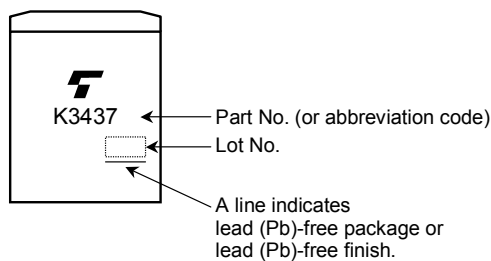 K3437
Part No. (or abbreviation code)
Lot No.
A line indicates
lead (Pb)-free package or
lead (Pb)-free finish.